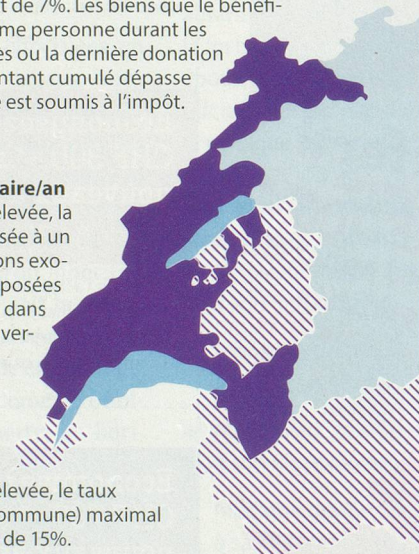 t de 7%. Les biens que le bénéfi-
me personne durant les
es ou la dernière donation
ntant cumulé dépasse
e est soumis à l'impôt.
aire/an
élevée, la
sée à un
ons exo-
posées
dans
ver-
élevée, le taux
ommune) maximal
de 15%.